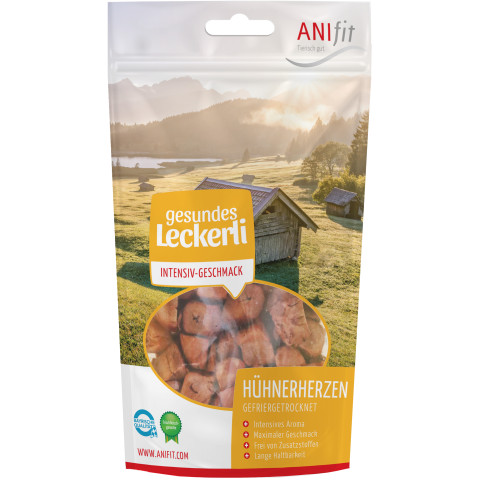 ANIfit
Tierisch gut.
gesundes
Leckerli
INTENSIV-GESCHMACK
HÜHNERHERZEN
GEFRIERGETROCKNET
Intensives Aroma
Maximaler Geschmack
Frei von Zusatzstoffen
Lange Haltbarkeit
WWW.ANIFIT.COM